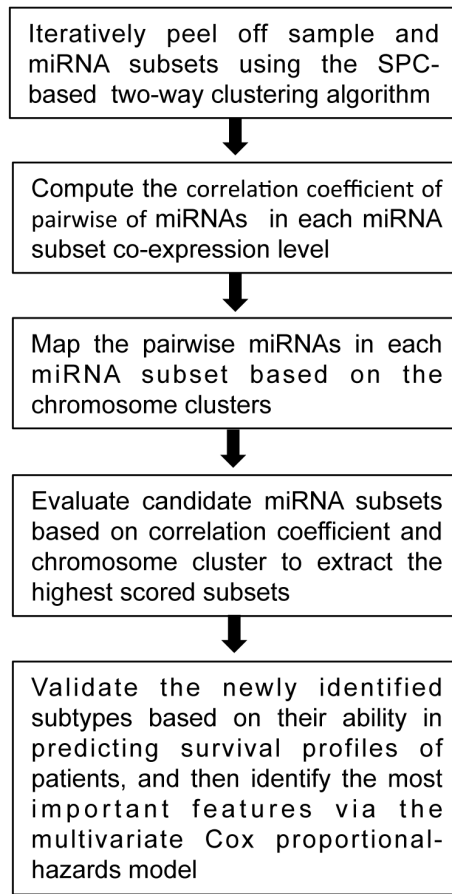 Iteratively peel off sample and
miRNA subsets using the SPC-
based two-way clustering algorithm
Compute the correlation coefficient of
pairwise of miRNAs in each miRNA
subset co-expression level
Map the pairwise miRNAs in each
miRNA subset based on the
chromosome clusters
Evaluate candidate miRNA subsets
based on correlation coefficient and
chromosome cluster to extract the
highest scored subsets
Validate the newly identified
subtypes based on their ability in
predicting survival profiles of
patients, and then identify the most
important features via the
multivariate Cox proportional-
hazards model